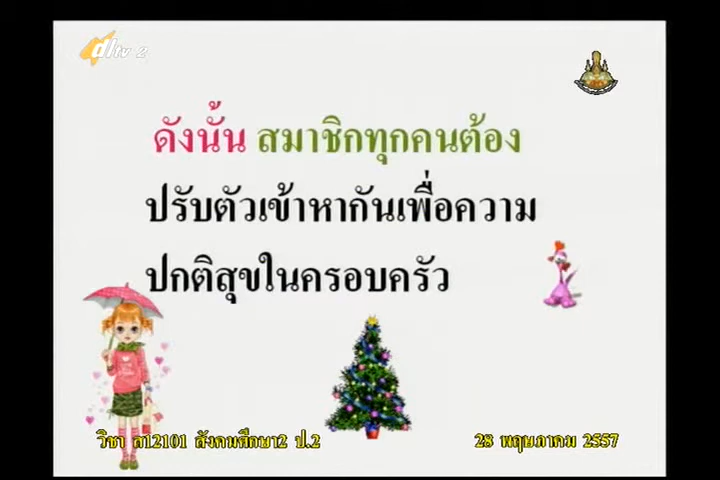 dltv 2
ดังนั้น สมาชิกทุกคนต้อง
ปรับตัวเข้าหากันเพื่อความ
ปกติสุขในครอบครัว
วิชา ส12101 สังคมศึกษา2 ป.2
28 พฤษภาคม 2557